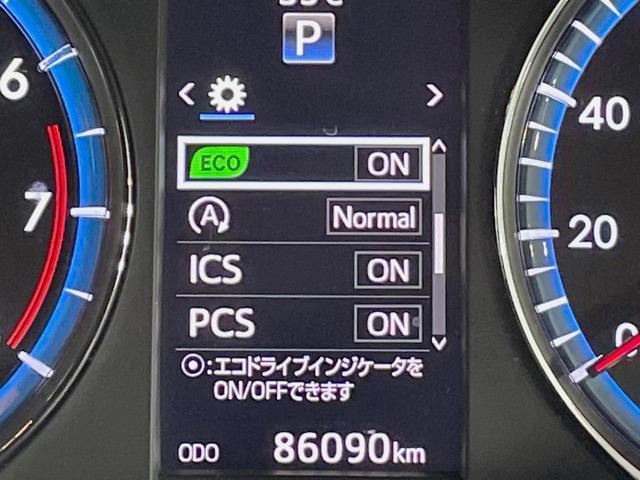 P
6
7
40
20
0
ECO ON
A Normal
ICS ON
PCS ON
⦿:エコドライブインジケータを
ON/OFFできます
ODO 86090km